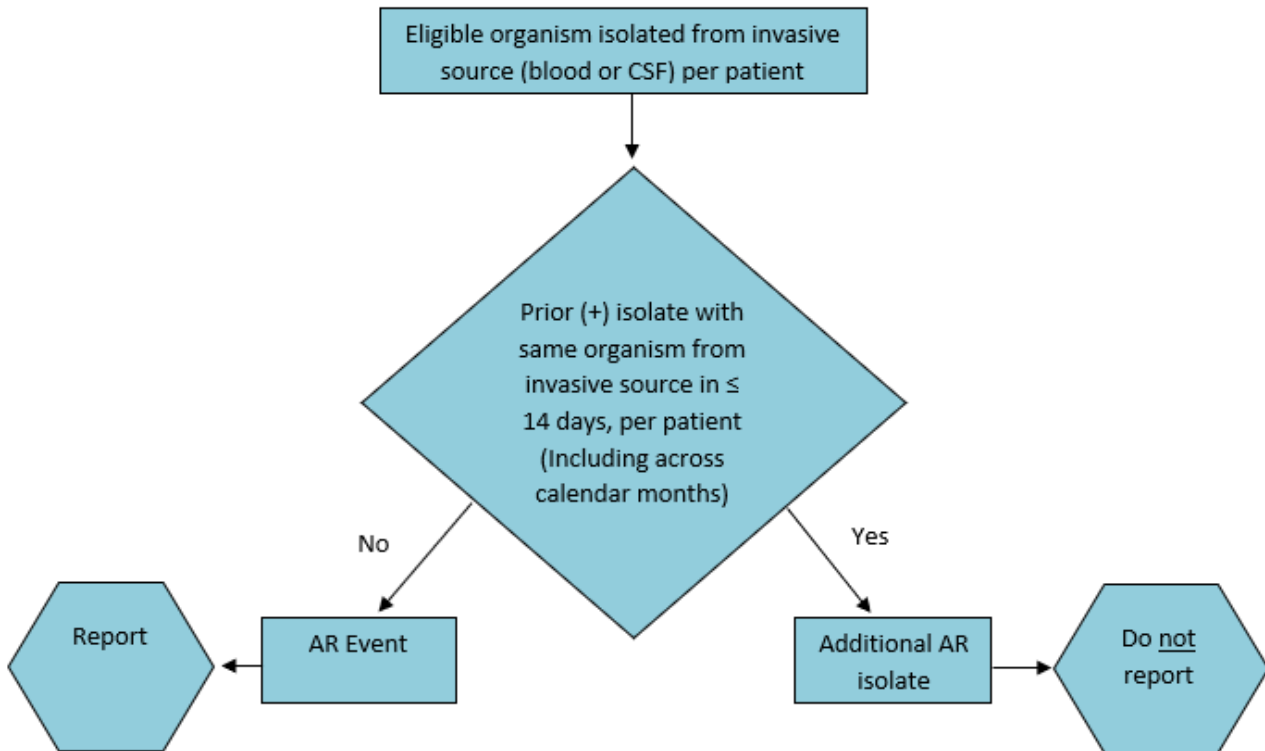 Eligible organism isolated from invasive
source (blood or CSF) per patient
Prior (+) isolate with
same organism from
invasive source in ≤
14 days, per patient
(Including across
calendar months)
No
Yes
Report
AR Event
Additional AR
isolate
Do not
report